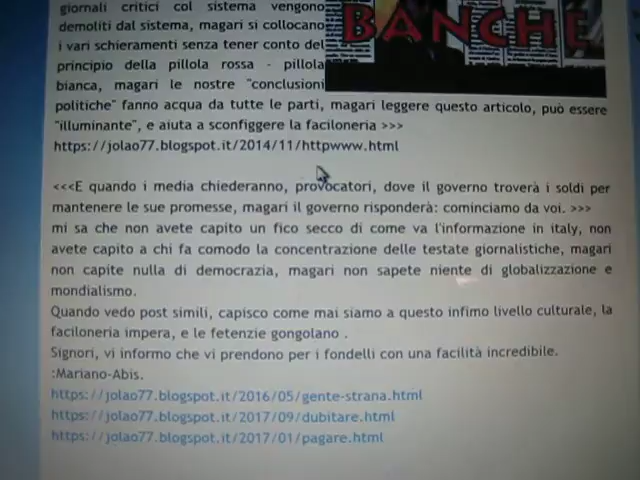 giornali critici col sistema vengono
BANCHE
demoliti dal sistema, magari si collocano
i vari schieramenti senza tener conto del
principio della pillola rossa - pillola
bianca, magari le nostre "conclusioni
politiche" fanno acqua da tutte le parti, magari leggere questo articolo, può essere
"illuminante", e aiuta a sconfiggere la faciloneria >>>
https://jolao77.blogspot.it/2014/11/httpwww.html
<<<E quando i media chiederanno, provocatori, dove il governo troverà i soldi per
mantenere le sue promesse, magari il governo risponderà: cominciamo da voi. >>>
mi sa che non avete capito un fico secco di come va l'informazione in italy, non
avete capito a chi fa comodo la concentrazione delle testate giornalistiche, magari
non capite nulla di democrazia, magari non sapete niente di globalizzazione e
mondialismo.
Quando vedo post simili, capisco come mai siamo a questo infimo livello culturale, la
faciloneria impera, e le fetenzie gongolano .
Signori, vi informo che vi prendono per i fondelli con una facilità incredibile.
:Mariano-Abis.
https://jolao77.blogspot.it/2016/05/gente-strana.html
https://jolao77.blogspot.it/2017/09/dubitare.html
https://jolao77.blogspot.it/2017/01/pagare.html